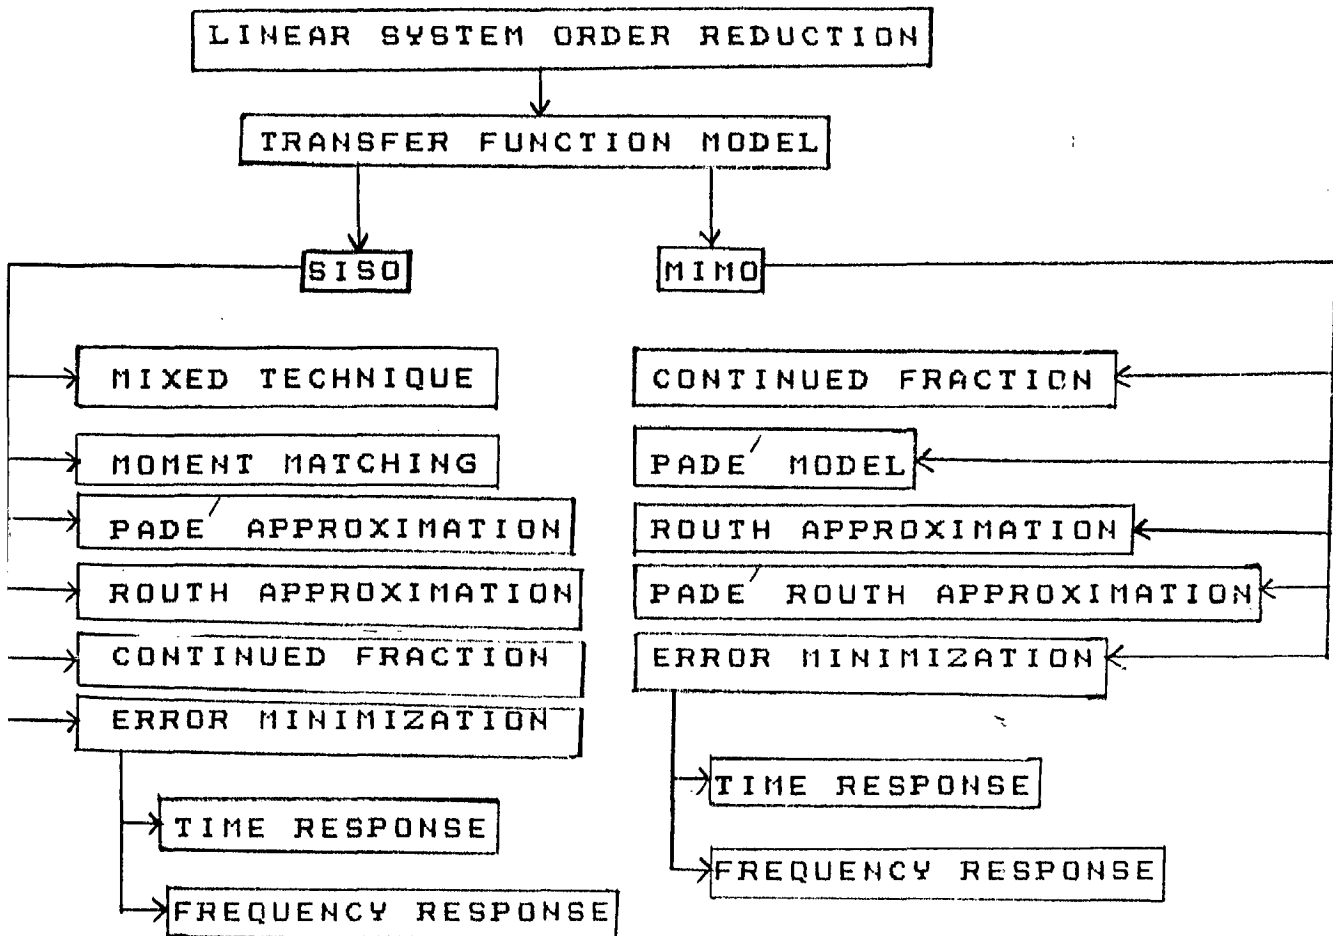 LINEAR SYSTEM ORDER REDUCTION
TRANSFER FUNCTION MODEL
SISO
MIXED TECHNIQUE
MOMENT MATCHING
PADE´ APPROXIMATION
ROUTH APPROXIMATION
CONTINUED FRACTION
ERROR MINIMIZATION
TIME RESPONSE
FREQUENCY RESPONSE
MIMO
CONTINUED FRACTION
PADE´ MODEL
ROUTH APPROXIMATION
PADE´ ROUTH APPROXIMATION
ERROR MINIMIZATION
TIME RESPONSE
FREQUENCY RESPONSE